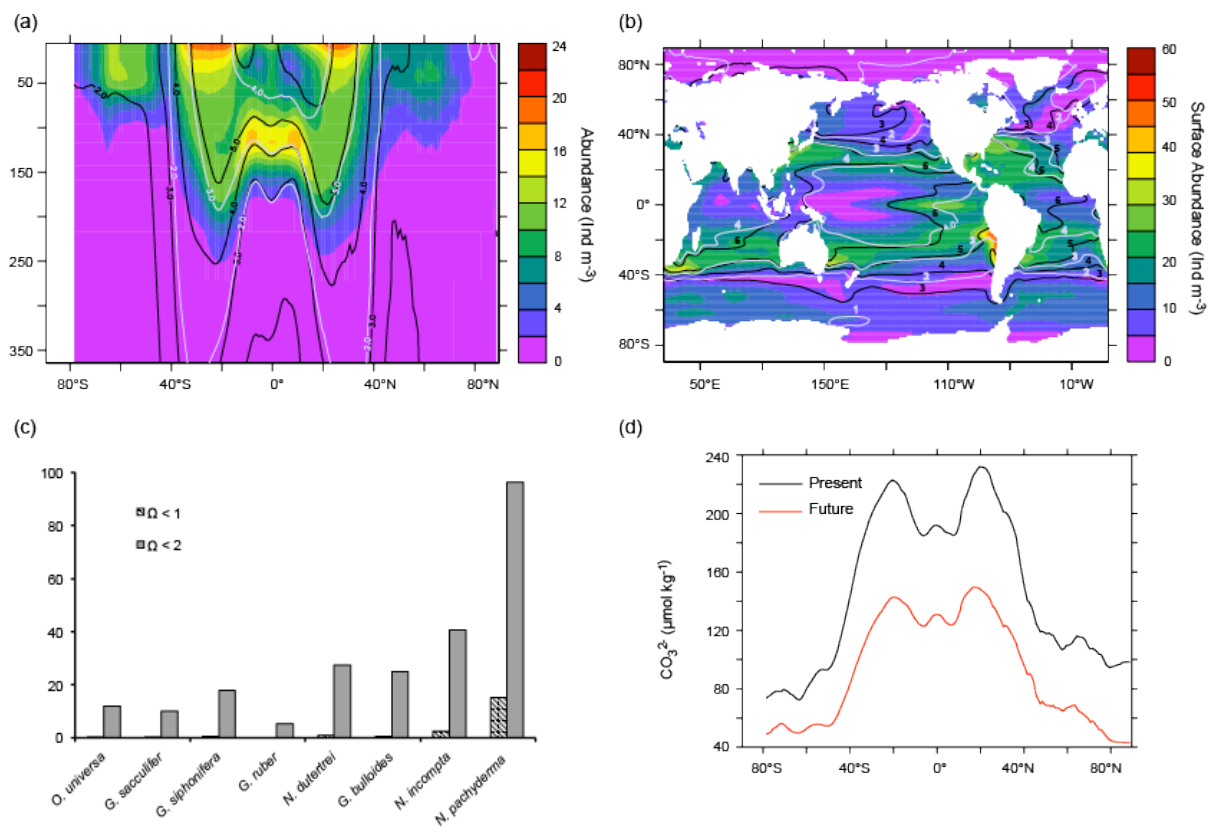 (a)
50
150
250
350
80°S
40°S
0°
40°N
80°N
24
20
16
12
8
4
0
Abundance (Ind m-3)
(b)
80°N
40°N
0°
40°S
80°S
50°E
150°E
110°W
10°W
60
50
40
30
20
10
0
Surface Abundance (Ind m-3)
(c)
100
80
60
40
20
0
Ω < 1
Ω < 2
O. universa
G. sacculifer
G. siphonifera
G. ruber
N. dutertrei
G. bulloides
N. incompta
N. pachyderma
(d)
240
200
160
120
80
40
CO32- (µmol kg-1)
Present
Future
80°S
40°S
0°
40°N
80°N